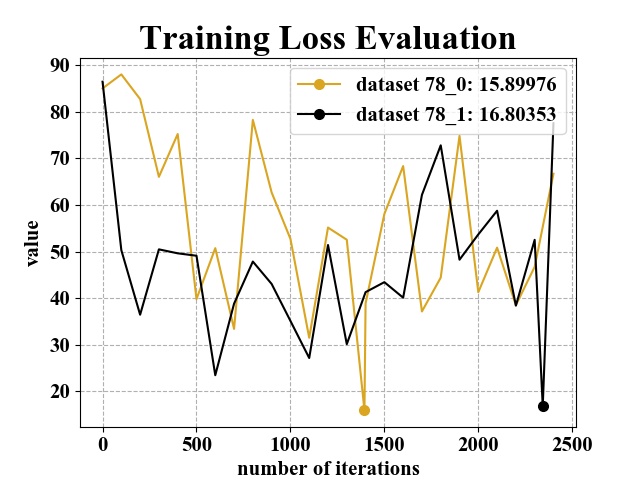 Training Loss Evaluation
90
80
70
60
50
40
30
20
value
dataset 78_0: 15.89976
dataset 78_1: 16.80353
0 500 1000 1500 2000 2500
number of iterations